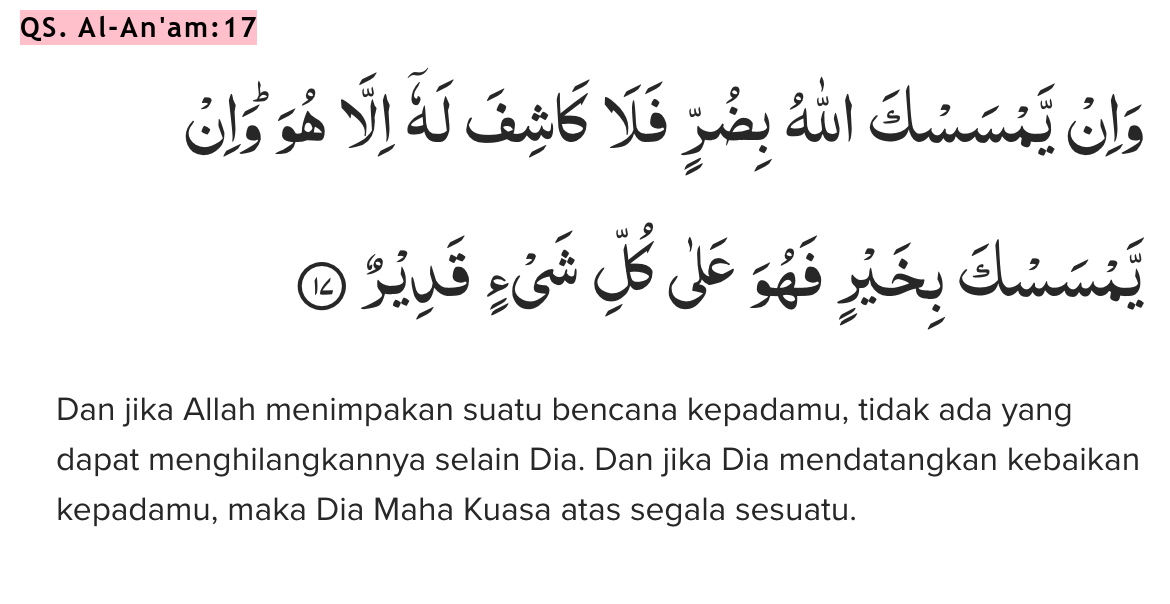 QS. Al-An'am:17
وَاِنْ يَّمْسَسْكَ اللّٰهُ بِضُرٍّ فَلَا كَاشِفَ لَهٗٓ اِلَّا هُوَ ۗوَاِنْ
يَّمْسَسْكَ بِخَيْرٍ فَهُوَ عَلٰى كُلِّ شَيْءٍ قَدِيْرٌ ١٧
Dan jika Allah menimpakan suatu bencana kepadamu, tidak ada yang
dapat menghilangkannya selain Dia. Dan jika Dia mendatangkan kebaikan
kepadamu, maka Dia Maha Kuasa atas segala sesuatu.